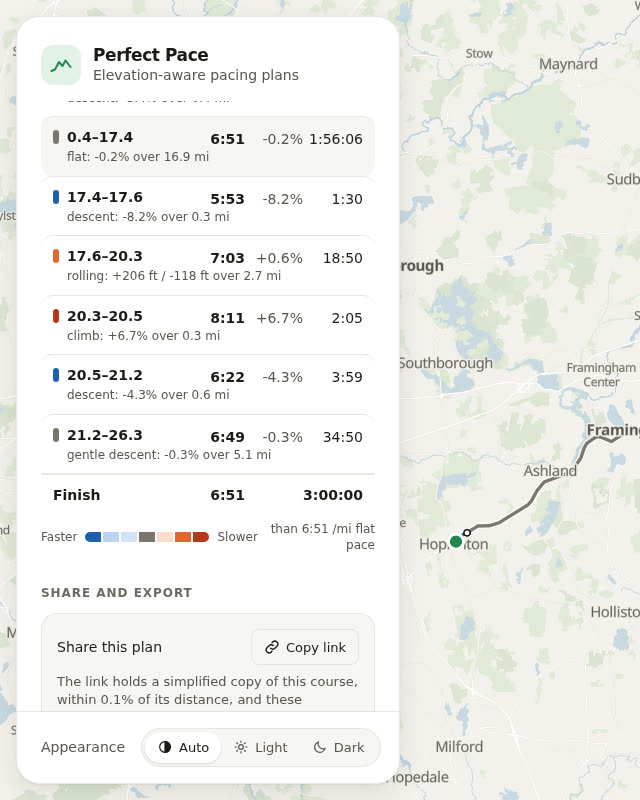 Perfect Pace
Elevation-aware pacing plans
0.4–17.4 6:51 -0.2% 1:56:06
flat: -0.2% over 16.9 mi
17.4–17.6 5:53 -8.2% 1:30
descent: -8.2% over 0.3 mi
17.6–20.3 7:03 +0.6% 18:50
rolling: +206 ft / -118 ft over 2.7 mi
20.3–20.5 8:11 +6.7% 2:05
climb: +6.7% over 0.3 mi
20.5–21.2 6:22 -4.3% 3:59
descent: -4.3% over 0.6 mi
21.2–26.3 6:49 -0.3% 34:50
gentle descent: -0.3% over 5.1 mi
Finish 6:51 3:00:00
Faster Slower than 6:51 /mi flat
pace
SHARE AND EXPORT
Share this plan Copy link
The link holds a simplified copy of this course,
within 0.1% of its distance, and these
Appearance Auto Light Dark
Stow
Maynard
Sudb
rough
Southborough
Framingham
Center
Framing
Ashland
Hopkinton
Hollisto
Milford
Hopedale